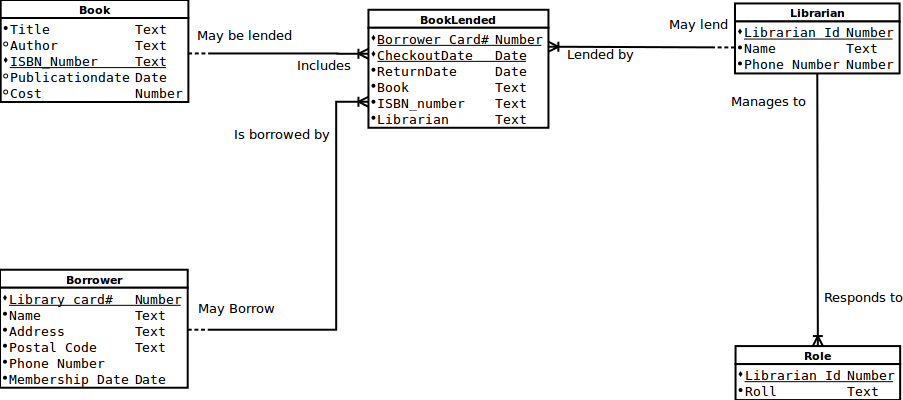 Book
Title Text
Author Text
ISBN_Number Text
Publicationdate Date
Cost Number
May be lended
Includes
BookLended
Borrower Card# Number
CheckoutDate Date
ReturnDate Date
Book Text
ISBN_number Text
Librarian Text
May lend
Lended by
Librarian
Librarian Id Number
Name Text
Phone Number Number
Manages to
Is borrowed by
Borrower
Library card# Number
Name Text
Address Text
Postal Code Text
Phone Number
Membership Date Date
May Borrow
Responds to
Role
Librarian Id Number
Roll Text